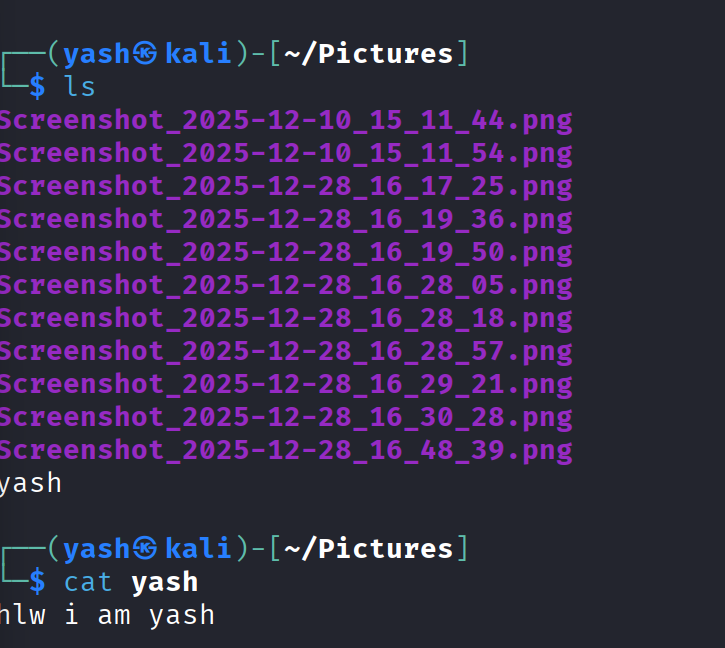 ┌──(yash㉿kali)-[~/Pictures]
└─$ ls
Screenshot_2025-12-10_15_11_44.png
Screenshot_2025-12-10_15_11_54.png
Screenshot_2025-12-28_16_17_25.png
Screenshot_2025-12-28_16_19_36.png
Screenshot_2025-12-28_16_19_50.png
Screenshot_2025-12-28_16_28_05.png
Screenshot_2025-12-28_16_28_18.png
Screenshot_2025-12-28_16_28_57.png
Screenshot_2025-12-28_16_29_21.png
Screenshot_2025-12-28_16_30_28.png
Screenshot_2025-12-28_16_48_39.png
yash
┌──(yash㉿kali)-[~/Pictures]
└─$ cat yash
hlw i am yash